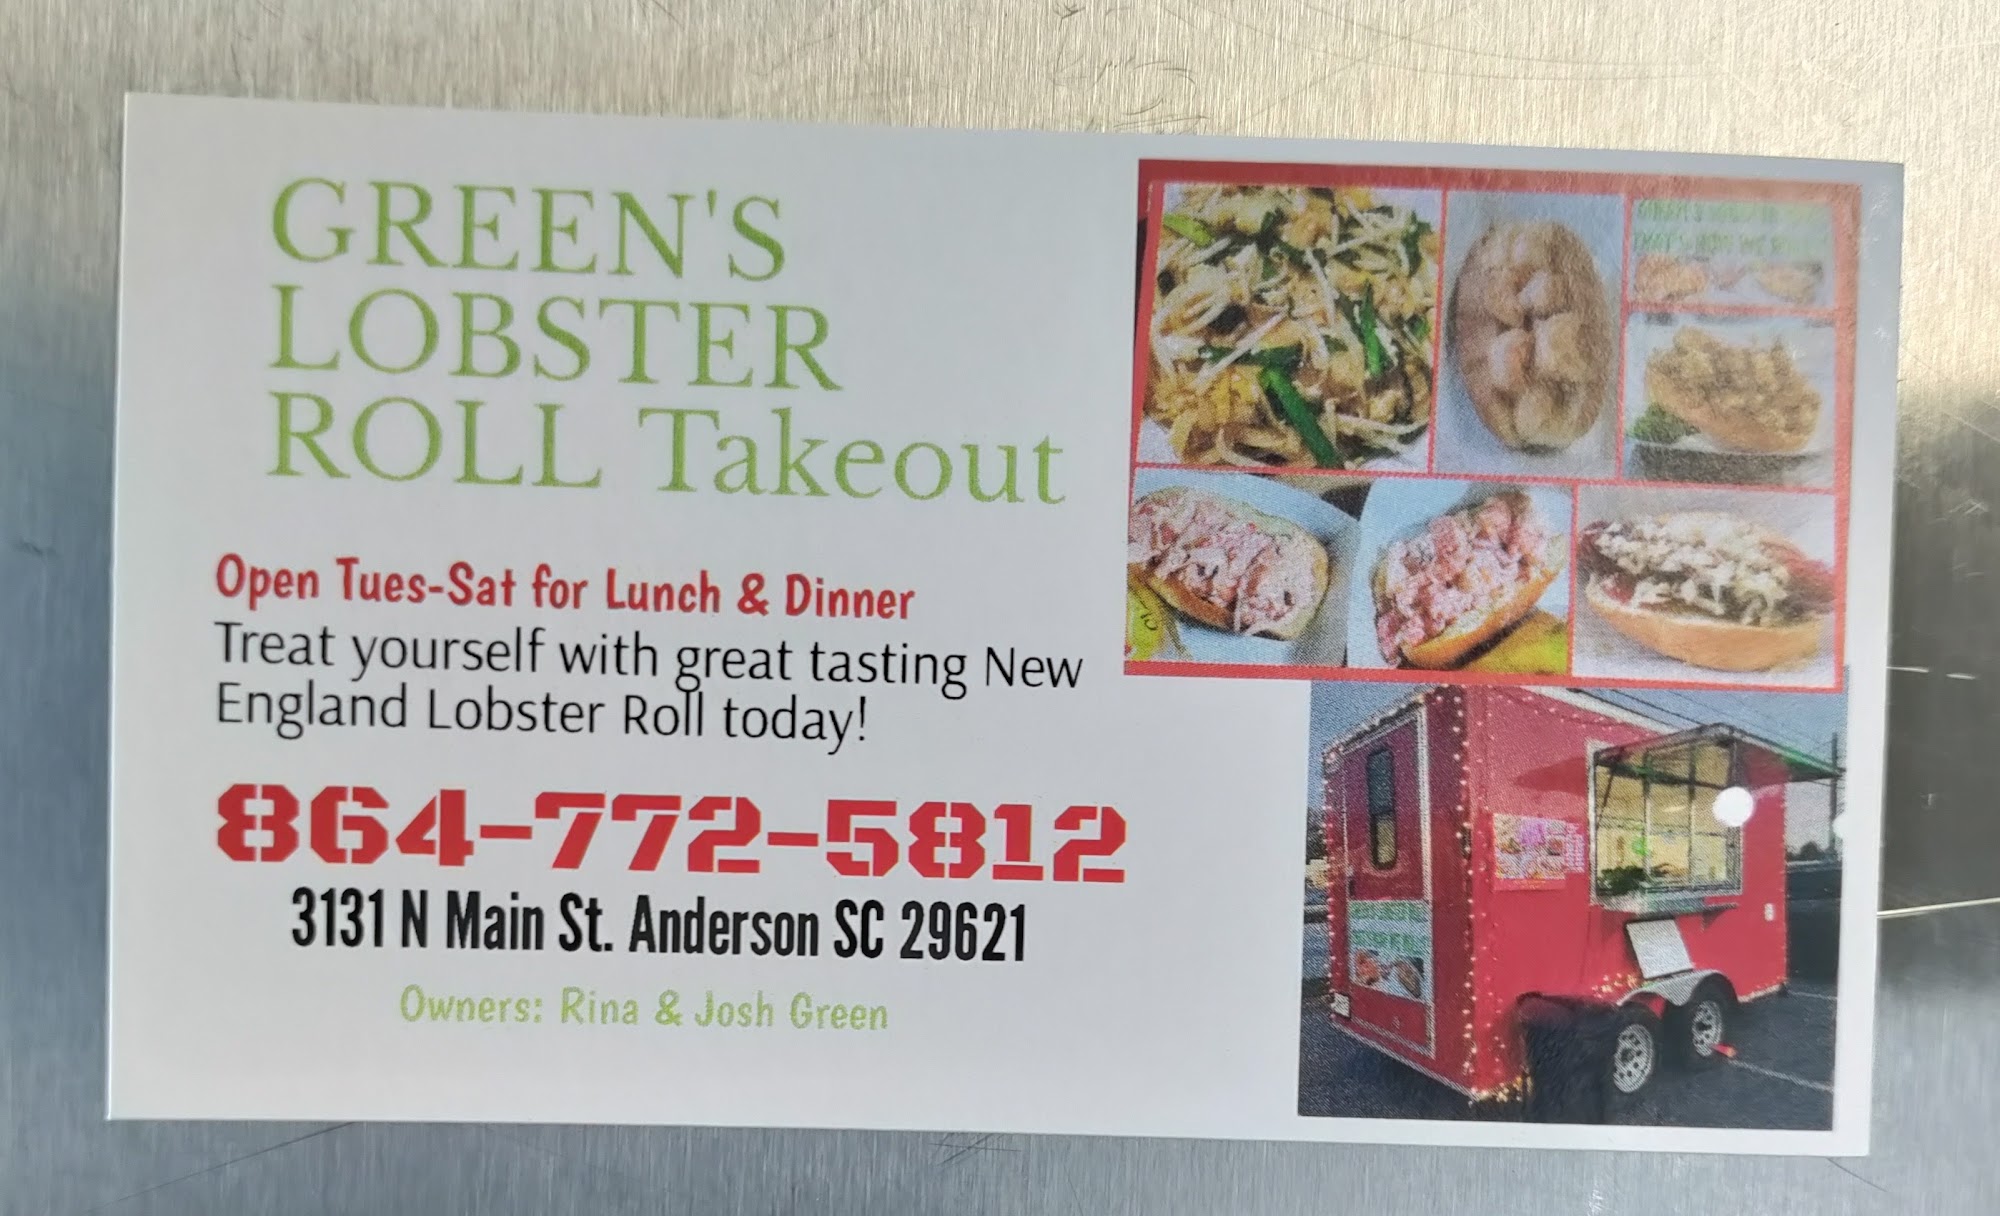 GREEN'S
LOBSTER
ROLL Takeout
Open Tues-Sat for Lunch & Dinner
Treat yourself with great tasting New
England Lobster Roll today!
864-772-5812
3131 N Main St. Anderson SC 29621
Owners: Rina & Josh Green